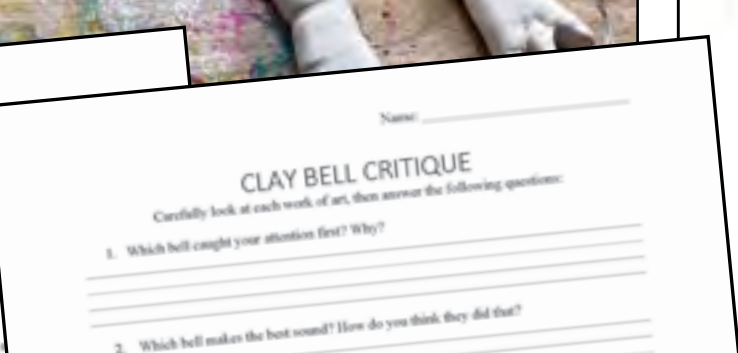 Name:
CLAY BELL CRITIQUE
Carefully look at each work of art, then answer the following questions:
1. Which bell caught your attention first? Why?
2. Which bell makes the best sound? How do you think they did that?